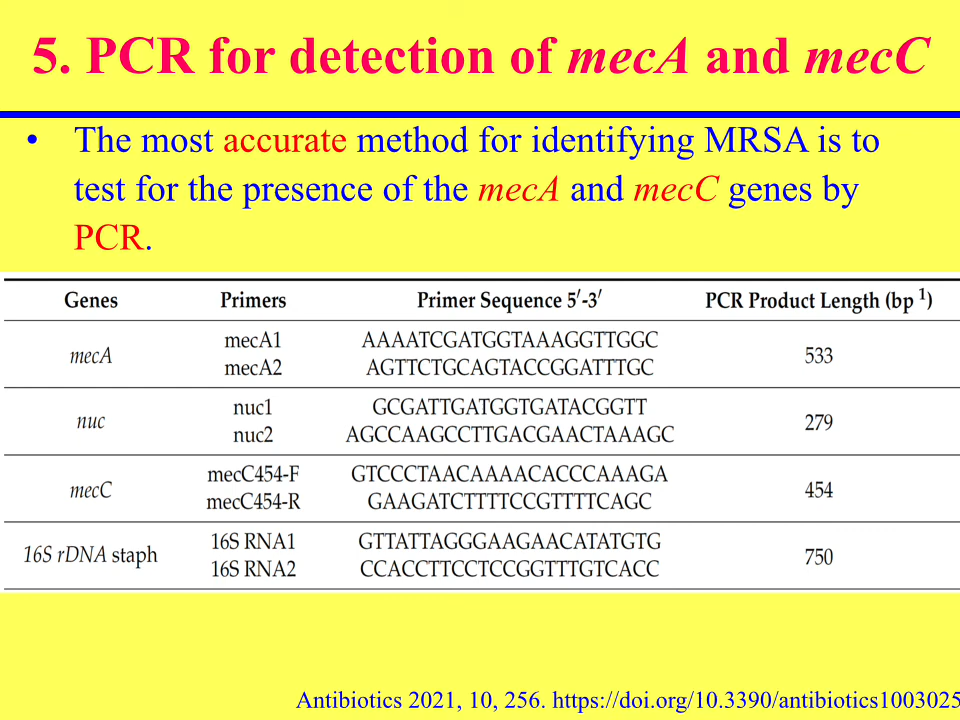 5. PCR for detection of mecA and mecC
• The most accurate method for identifying MRSA is to
test for the presence of the mecA and mecC genes by
PCR.
Genes Primers Primer Sequence 5′-3′ PCR Product Length (bp 1)
mecA mecA1 AAAATCGATGGTAAAGGTTGGC 533
mecA2 AGTTCTGCAGTACCGGATTTGC
nuc nuc1 GCGATTGATGGTGATACGGTT 279
nuc2 AGCCAAGCCTTGACGAACTAAAGC
mecC mecC454-F GTCCCTAACAAAACACCCAAAGA 454
mecC454-R GAAGATCTTTTCCGTTTTCAGC
16S rDNA staph 16S RNA1 GTTATTAGGGAAGAACATATGTG 750
16S RNA2 CCACCTTCCTCCGGTTTGTCACC
Antibiotics 2021, 10, 256. https://doi.org/10.3390/antibiotics1003025